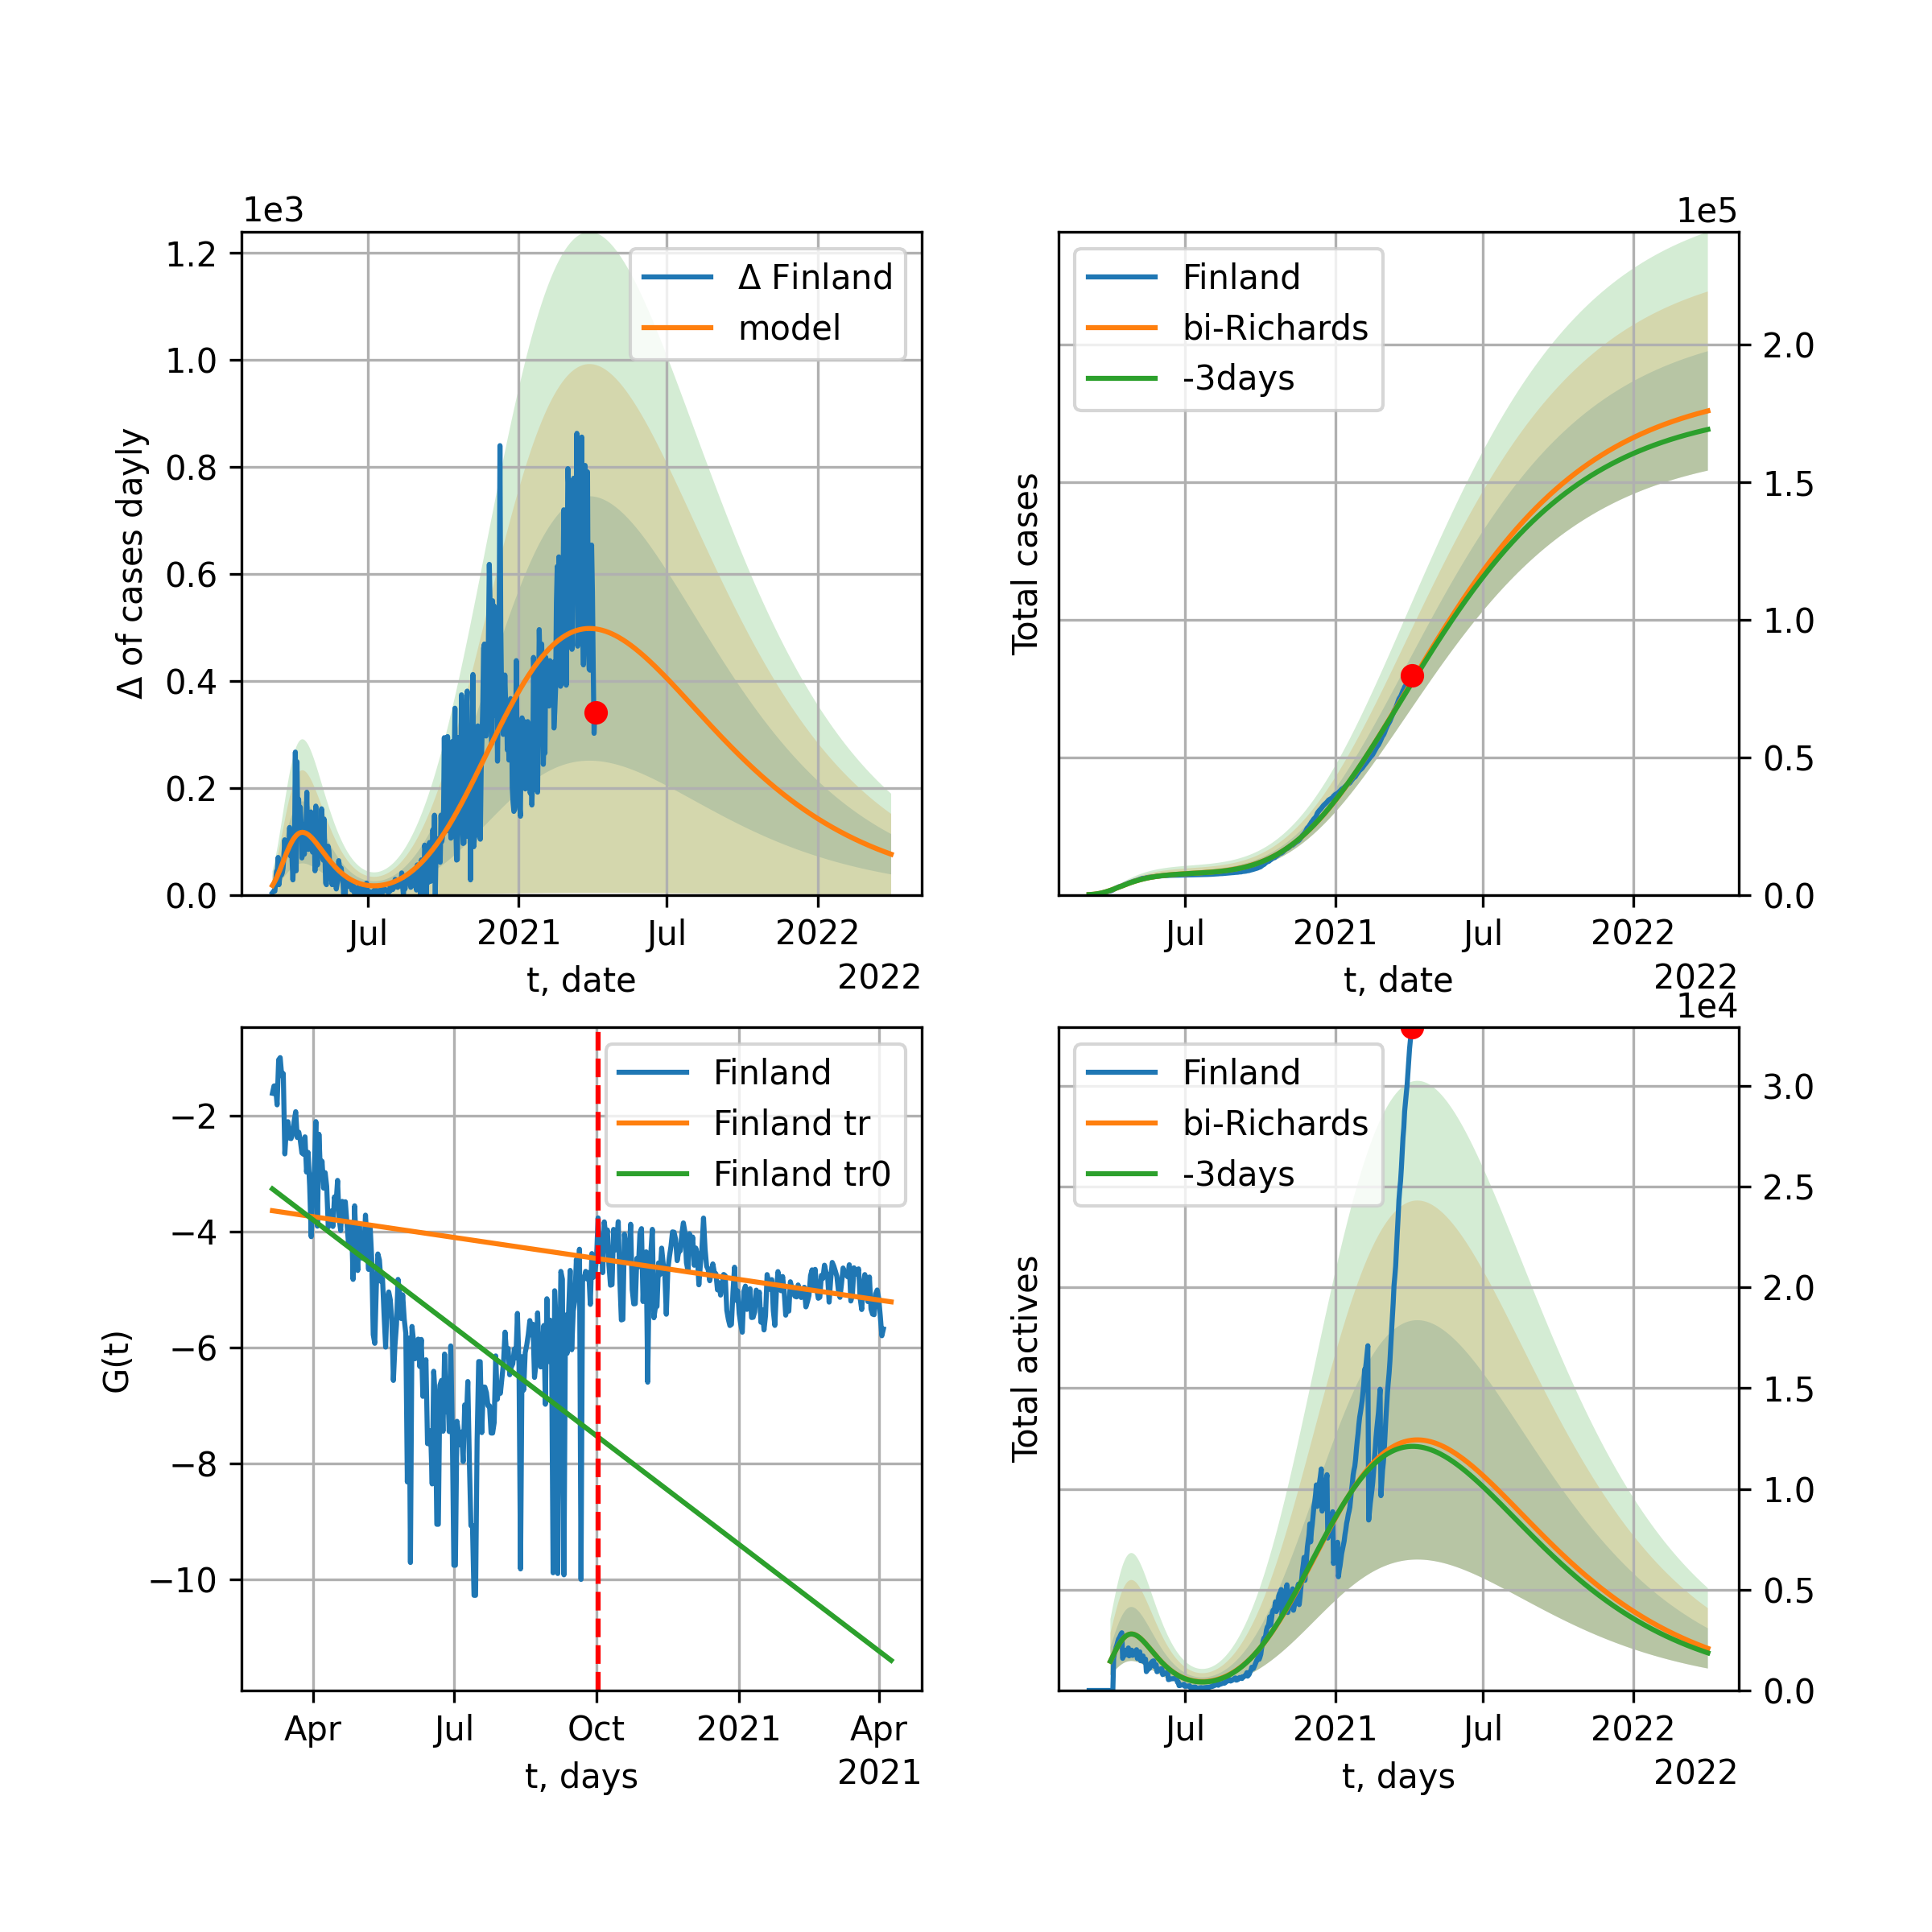 1e3
Δ of cases dayly
1.2
1.0
0.8
0.6
0.4
0.2
0.0
Δ Finland
model
Jul
2021
Jul
2022
t, date
2022
1e5
Total cases
Finland
bi-Richards
-3days
2.0
1.5
1.0
0.5
0.0
Jul
2021
Jul
2022
t, date
2022
G(t)
−2
−4
−6
−8
−10
Finland
Finland tr
Finland tr0
Apr
Jul
Oct
2021
Apr
t, days
2021
1e4
Total actives
Finland
bi-Richards
-3days
3.0
2.5
2.0
1.5
1.0
0.5
0.0
Jul
2021
Jul
2022
t, days
2022